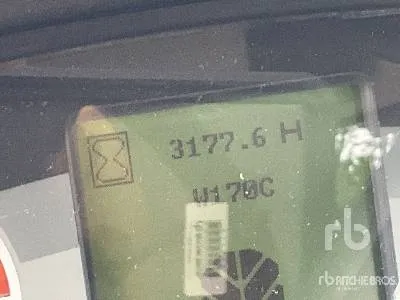 3177.6 H
W170C
rb
RITCHIE BROS.